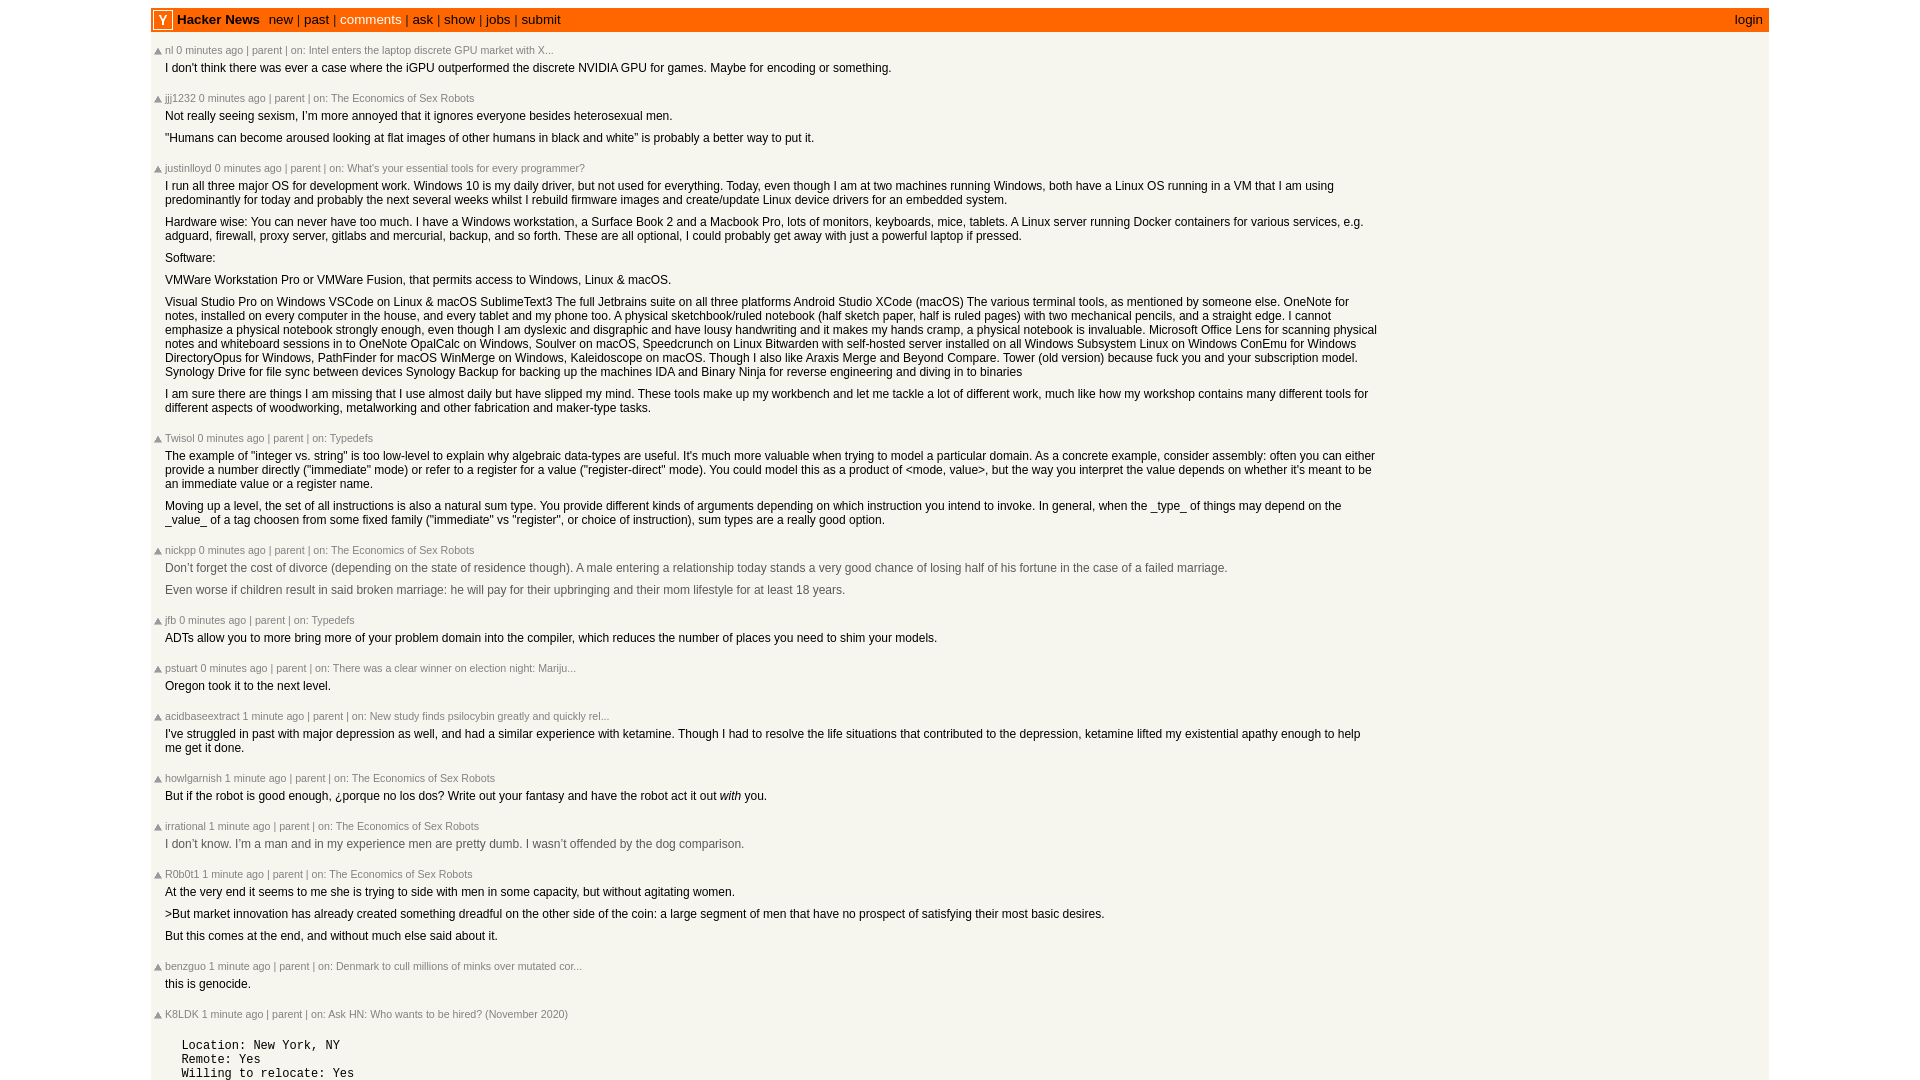 Y Hacker News new | past | comments | ask | show | jobs | submit login
nl 0 minutes ago | parent | on: Intel enters the laptop discrete GPU market with X...
I don't think there was ever a case where the iGPU outperformed the discrete NVIDIA GPU for games. Maybe for encoding or something.
jjj1232 0 minutes ago | parent | on: The Economics of Sex Robots
Not really seeing sexism, I’m more annoyed that it ignores everyone besides heterosexual men.
"Humans can become aroused looking at flat images of other humans in black and white” is probably a better way to put it.
justinlloyd 0 minutes ago | parent | on: What's your essential tools for every programmer?
I run all three major OS for development work. Windows 10 is my daily driver, but not used for everything. Today, even though I am at two machines running Windows, both have a Linux OS running in a VM that I am using
predominantly for today and probably the next several weeks whilst I rebuild firmware images and create/update Linux device drivers for an embedded system.
Hardware wise: You can never have too much. I have a Windows workstation, a Surface Book 2 and a Macbook Pro, lots of monitors, keyboards, mice, tablets. A Linux server running Docker containers for various services, e.g.
adguard, firewall, proxy server, gitlabs and mercurial, backup, and so forth. These are all optional, I could probably get away with just a powerful laptop if pressed.
Software:
VMWare Workstation Pro or VMWare Fusion, that permits access to Windows, Linux & macOS.
Visual Studio Pro on Windows VSCode on Linux & macOS SublimeText3 The full Jetbrains suite on all three platforms Android Studio XCode (macOS) The various terminal tools, as mentioned by someone else. OneNote for
notes, installed on every computer in the house, and every tablet and my phone too. A physical sketchbook/ruled notebook (half sketch paper, half is ruled pages) with two mechanical pencils, and a straight edge. I cannot
emphasize a physical notebook strongly enough, even though I am dyslexic and disgraphic and have lousy handwriting and it makes my hands cramp, a physical notebook is invaluable. Microsoft Office Lens for scanning physical
notes and whiteboard sessions in to OneNote OpalCalc on Windows, Soulver on macOS, Speedcrunch on Linux Bitwarden with self-hosted server installed on all Windows Subsystem Linux on Windows ConEmu for Windows
DirectoryOpus for Windows, PathFinder for macOS WinMerge on Windows, Kaleidoscope on macOS. Though I also like Araxis Merge and Beyond Compare. Tower (old version) because fuck you and your subscription model.
Synology Drive for file sync between devices Synology Backup for backing up the machines IDA and Binary Ninja for reverse engineering and diving in to binaries
I am sure there are things I am missing that I use almost daily but have slipped my mind. These tools make up my workbench and let me tackle a lot of different work, much like how my workshop contains many different tools for
different aspects of woodworking, metalworking and other fabrication and maker-type tasks.
Twisol 0 minutes ago | parent | on: Typedefs
The example of "integer vs. string" is too low-level to explain why algebraic data-types are useful. It's much more valuable when trying to model a particular domain. As a concrete example, consider assembly: often you can either
provide a number directly ("immediate" mode) or refer to a register for a value ("register-direct" mode). You could model this as a product of <mode, value>, but the way you interpret the value depends on whether it's meant to be
an immediate value or a register name.
Moving up a level, the set of all instructions is also a natural sum type. You provide different kinds of arguments depending on which instruction you intend to invoke. In general, when the _type_ of things may depend on the
_value_ of a tag choosen from some fixed family ("immediate" vs "register", or choice of instruction), sum types are a really good option.
nickpp 0 minutes ago | parent | on: The Economics of Sex Robots
Don’t forget the cost of divorce (depending on the state of residence though). A male entering a relationship today stands a very good chance of losing half of his fortune in the case of a failed marriage.
Even worse if children result in said broken marriage: he will pay for their upbringing and their mom lifestyle for at least 18 years.
jfb 0 minutes ago | parent | on: Typedefs
ADTs allow you to more bring more of your problem domain into the compiler, which reduces the number of places you need to shim your models.
pstuart 0 minutes ago | parent | on: There was a clear winner on election night: Mariju...
Oregon took it to the next level.
acidbaseextract 1 minute ago | parent | on: New study finds psilocybin greatly and quickly rel...
I've struggled in past with major depression as well, and had a similar experience with ketamine. Though I had to resolve the life situations that contributed to the depression, ketamine lifted my existential apathy enough to help
me get it done.
howlgarnish 1 minute ago | parent | on: The Economics of Sex Robots
But if the robot is good enough, ¿porque no los dos? Write out your fantasy and have the robot act it out with you.
irrational 1 minute ago | parent | on: The Economics of Sex Robots
I don’t know. I’m a man and in my experience men are pretty dumb. I wasn’t offended by the dog comparison.
R0b0t1 1 minute ago | parent | on: The Economics of Sex Robots
At the very end it seems to me she is trying to side with men in some capacity, but without agitating women.
>But market innovation has already created something dreadful on the other side of the coin: a large segment of men that have no prospect of satisfying their most basic desires.
But this comes at the end, and without much else said about it.
benzguo 1 minute ago | parent | on: Denmark to cull millions of minks over mutated cor...
this is genocide.
K8LDK 1 minute ago | parent | on: Ask HN: Who wants to be hired? (November 2020)
Location: New York, NY
Remote: Yes
Willing to relocate: Yes